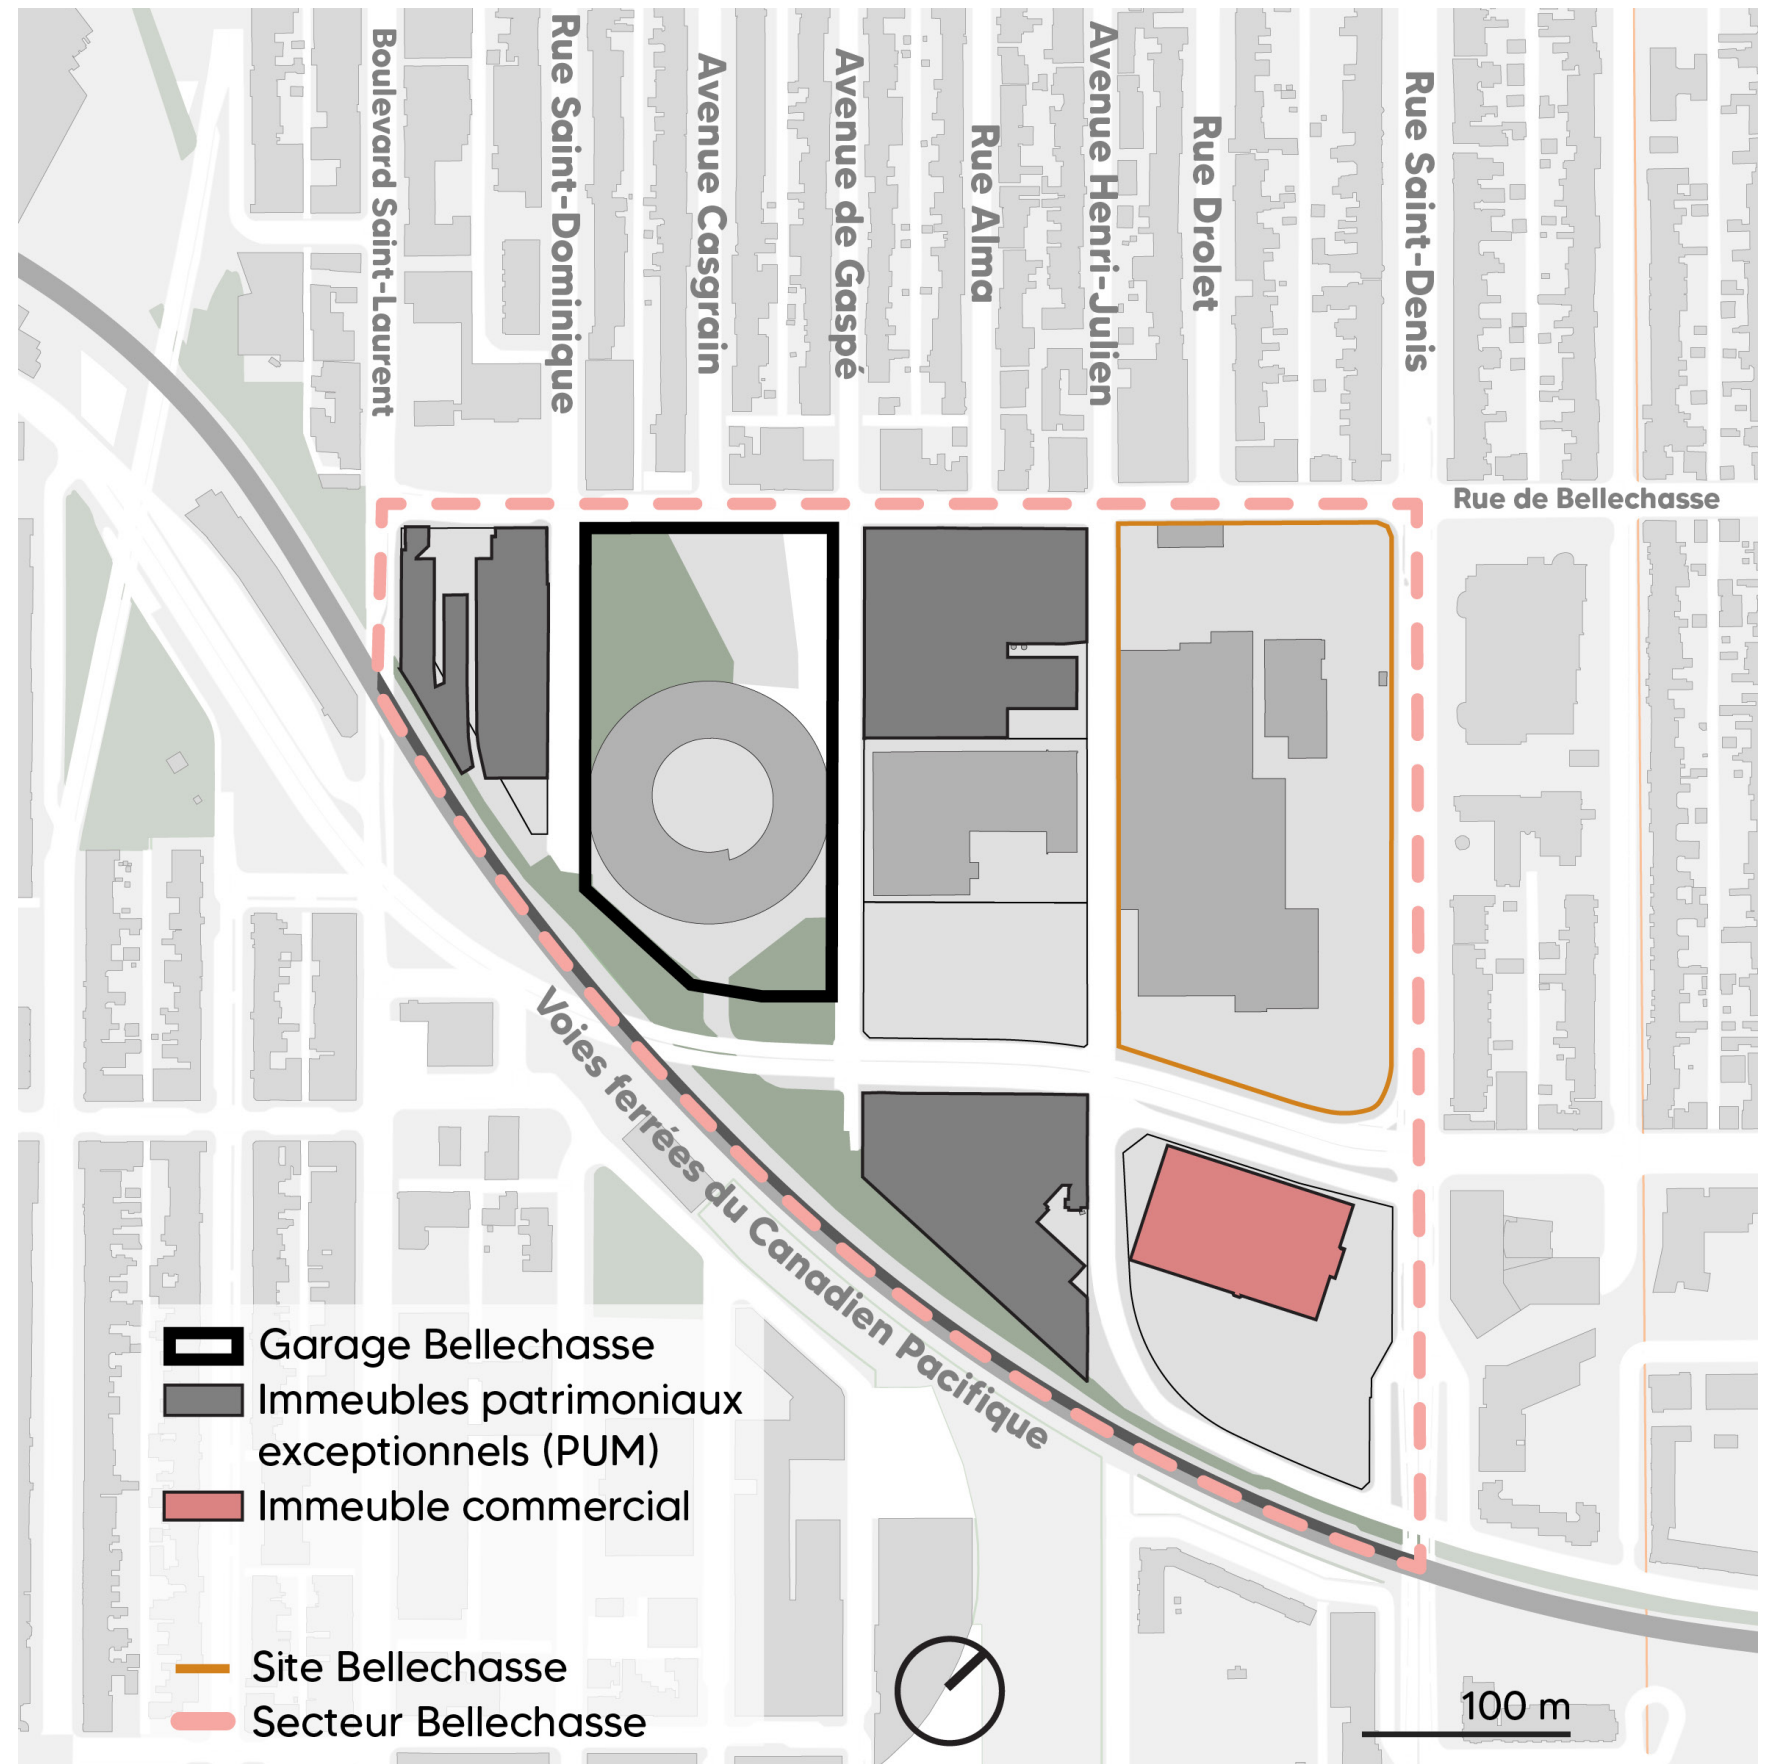 Boulevard Saint-Laurent
Rue Saint-Dominique
Avenue Casgrain
Avenue de Gaspé
Rue Alma
Avenue Henri-Julien
Rue Drolet
Rue Saint-Denis
Rue de Bellechasse
Voies ferrées du Canadien Pacifique
Garage Bellechasse
Immeubles patrimoniaux
exceptionnels (PUM)
Immeuble commercial
Site Bellechasse
Secteur Bellechasse
100 m